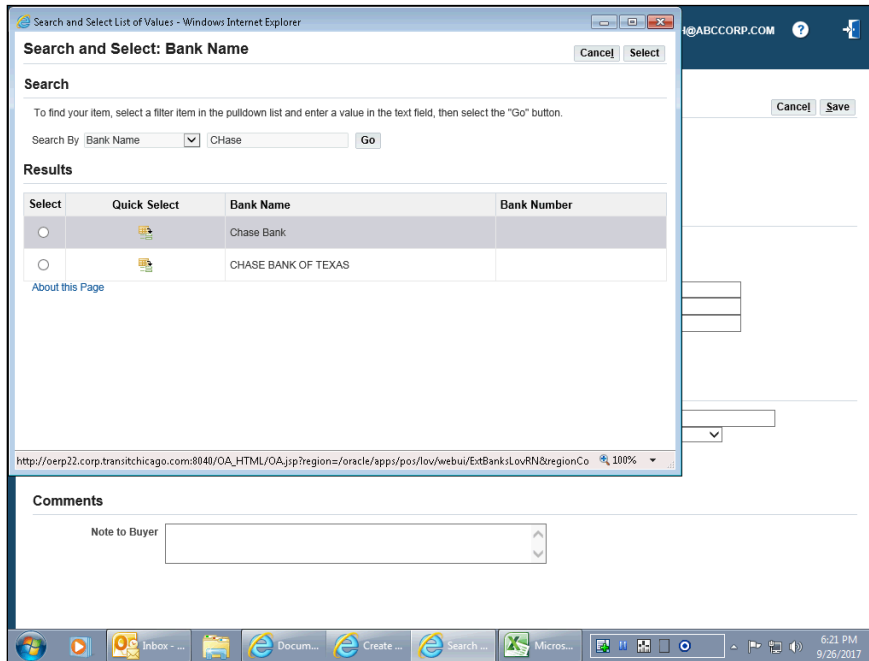 Search and Select List of Values - Windows Internet Explorer
H@ABCCORP.COM ?
Search and Select: Bank Name
Cancel Select
Search
Cancel Save
To find your item, select a filter item in the pulldown list and enter a value in the text field, then select the "Go" button.
Search By Bank Name CHase Go
Results
Select Quick Select Bank Name Bank Number
Chase Bank
CHASE BANK OF TEXAS
About this Page
http://oerp22.corp.transitchicago.com:8040/OA_HTML/OA.jsp?region=/oracle/apps/pos/lov/webui/ExtBanksLovRN&regionCo 100%
Comments
Note to Buyer
Inbox - ... Docum... Create ... Search ... Micros... 6:21 PM
9/26/2017